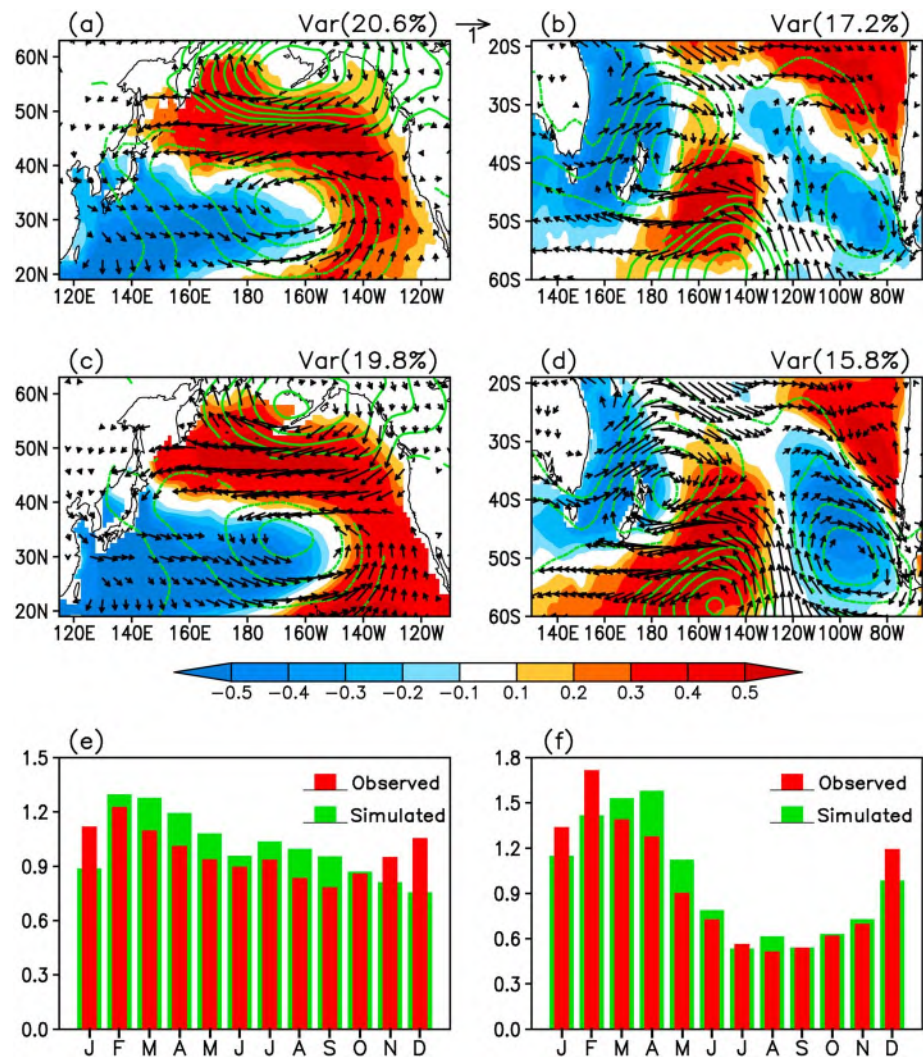 (a) Var(20.6%) 1 (b) Var(17.2%)
60N 20S
50N 30S
40N 40S
30N 50S
20N 60S
120E 140E 160E 180 160W 140W 120W 140E 160E 180 160W 140W 120W 100W 80W
(c) Var(19.8%) (d) Var(15.8%)
60N 20S
50N 30S
40N 40S
30N 50S
20N 60S
120E 140E 160E 180 160W 140W 120W 140E 160E 180 160W 140W 120W 100W 80W
-0.5 -0.4 -0.3 -0.2 -0.1 0.1 0.2 0.3 0.4 0.5
(e) (f)
1.5 1.8
Observed Observed
Simulated Simulated
1.2 1.5
0.9 1.2
0.6 0.9
0.3 0.6
0.0 0.3
0.0
J F M A M J J A S O N D J F M A M J J A S O N D